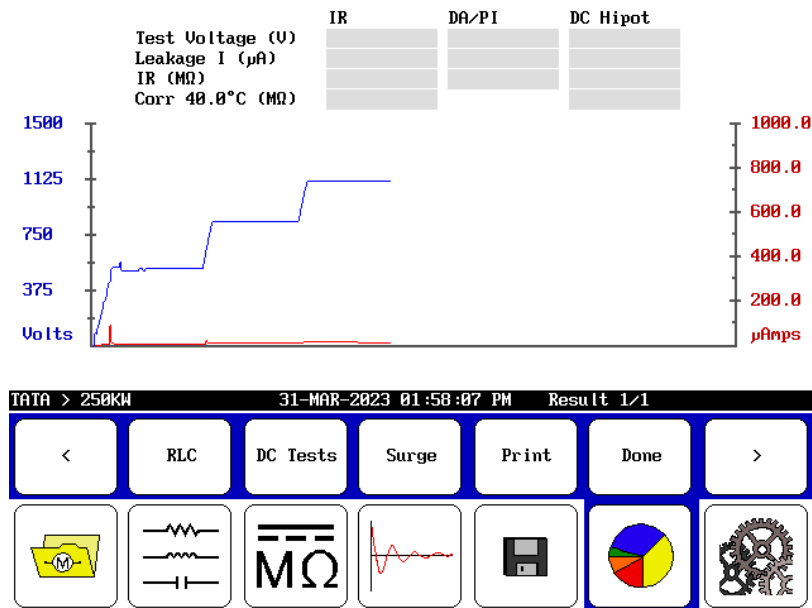 IR DA/PI DC Hipot
Test Voltage (V)
Leakage I (µA)
IR (MΩ)
Corr 40.0°C (MΩ)
1500 1000.0
1125 800.0
750 600.0
400.0
375 200.0
Volts µAmps
TATA > 250KW 31-MAR-2023 01:58:07 PM Result 1/1
< RLC DC Tests Surge Print Done >
M MΩ